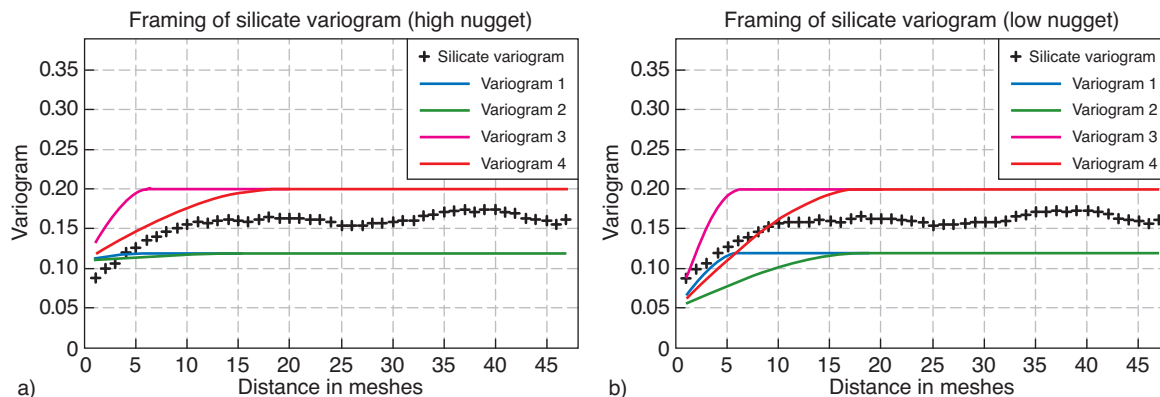 Framing of silicate variogram (high nugget)
Variogram
0.35
0.30
0.25
0.20
0.15
0.10
0.05
0
Silicate variogram
Variogram 1
Variogram 2
Variogram 3
Variogram 4
0 5 10 15 20 25 30 35 40 45
Distance in meshes
a)
Framing of silicate variogram (low nugget)
Variogram
0.35
0.30
0.25
0.20
0.15
0.10
0.05
0
Silicate variogram
Variogram 1
Variogram 2
Variogram 3
Variogram 4
0 5 10 15 20 25 30 35 40 45
Distance in meshes
b)